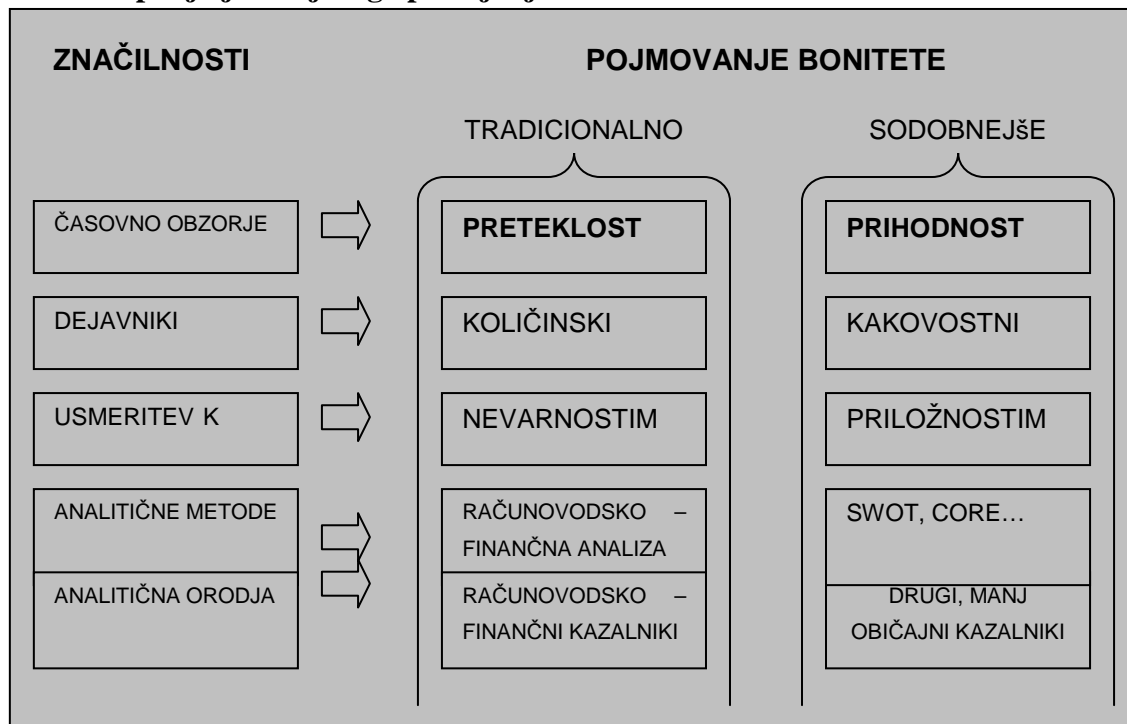 ZNAČILNOSTI POJMOVANJE BONITETE
TRADICIONALNO SODOBNEJšE
ČASOVNO OBZORJE PRETEKLOST PRIHODNOST
DEJAVNIKI KOLIČINSKI KAKOVOSTNI
USMERITEV K NEVARNOSTIM PRILOŽNOSTIM
ANALITIČNE METODE RAČUNOVODSKO – SWOT, CORE…
FINANČNA ANALIZA
ANALITIČNA ORODJA RAČUNOVODSKO – DRUGI, MANJ
FINANČNI KAZALNIKI OBIČAJNI KAZALNIKI